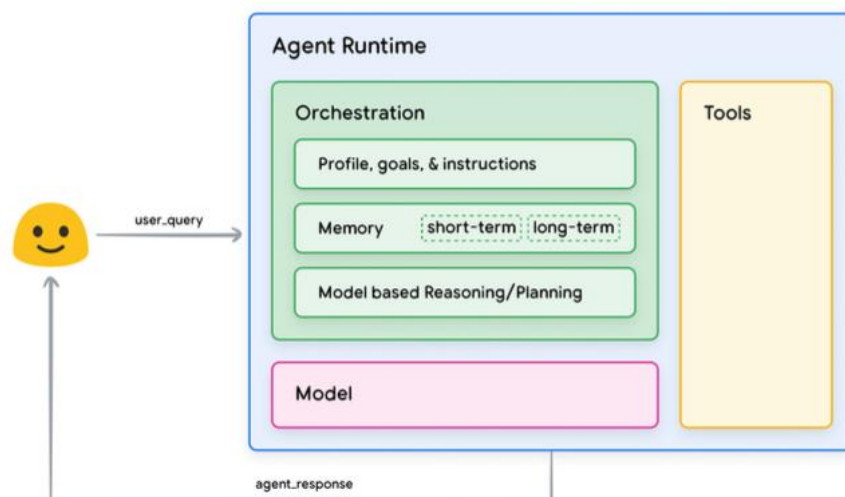 Agent Runtime
Orchestration
Profile, goals, & instructions
Memory short-term long-term
Model based Reasoning/Planning
Model
Tools
user_query
agent_response